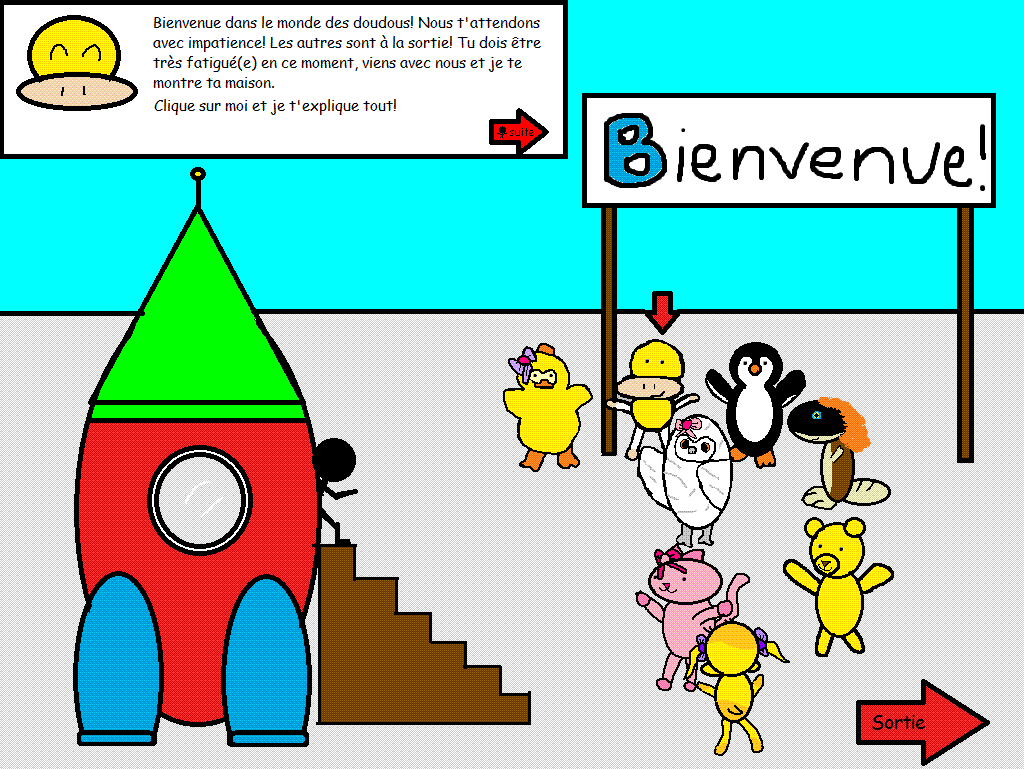 Bienvenue dans le monde des doudous! Nous t'attendons
avec impatience! Les autres sont à la sortie! Tu dois être
très fatigué(e) en ce moment, viens avec nous et je te
montre ta maison.
Clique sur moi et je t'explique tout!
suite
Bienvenue!
Sortie